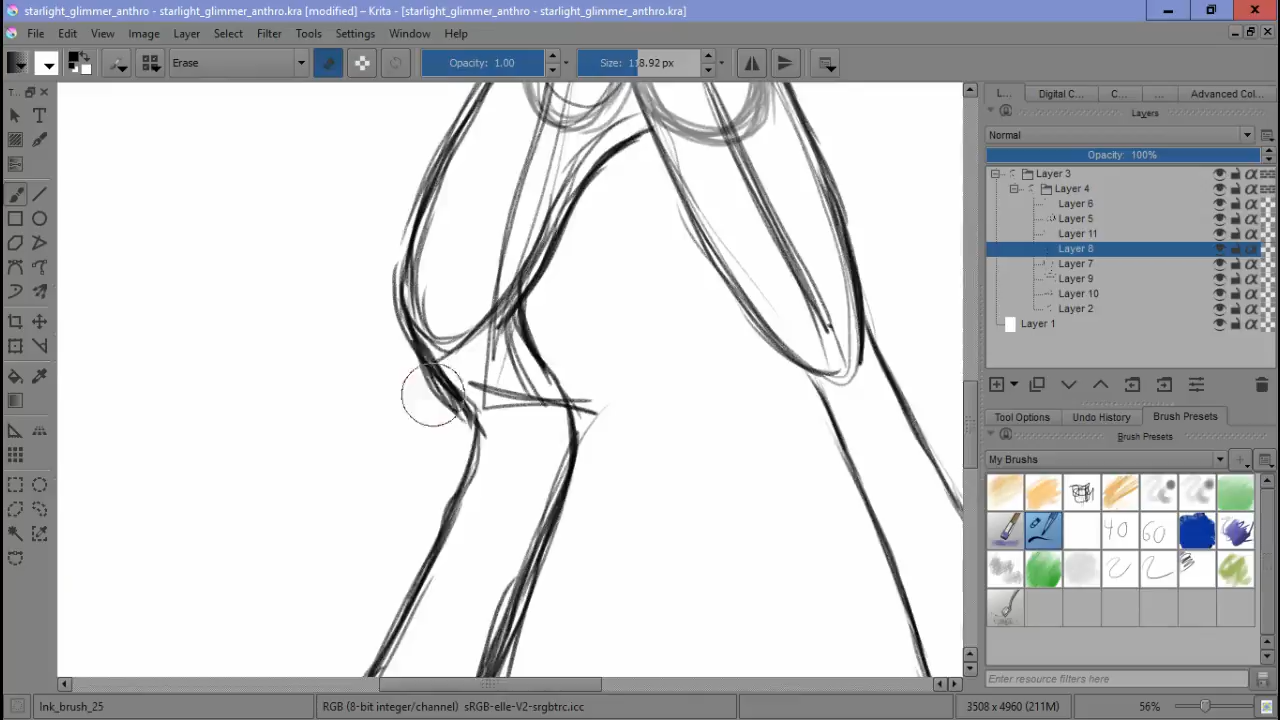 starlight_glimmer_anthro - starlight_glimmer_anthro.kra [modified] – Krita - [starlight_glimmer_anthro - starlight_glimmer_anthro.kra]
File Edit View Image Layer Select Filter Tools Settings Window Help
Erase Opacity: 1.00 Size: 118.92 px
T... L... Digital C... C... ... Advanced Col...
Layers
Normal
Opacity: 100%
Layer 3
Layer 4
Layer 6
Layer 5
Layer 11
Layer 8
Layer 7
Layer 9
Layer 10
Layer 2
Layer 1
Tool Options Undo History Brush Presets
Brush Presets
My Brushes
40 60
Enter resource filters here
Ink_brush_25 RGB (8-bit integer/channel) sRGB-elle-V2-srgbtrc.icc 3508 x 4960 (211M) 56%